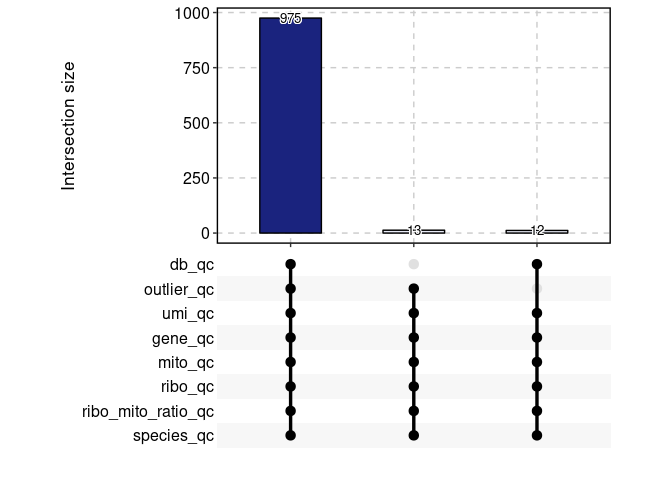 1000
750
500
250
0
Intersection size
975
13
12
db_qc
outlier_qc
umi_qc
gene_qc
mito_qc
ribo_qc
ribo_mito_ratio_qc
species_qc